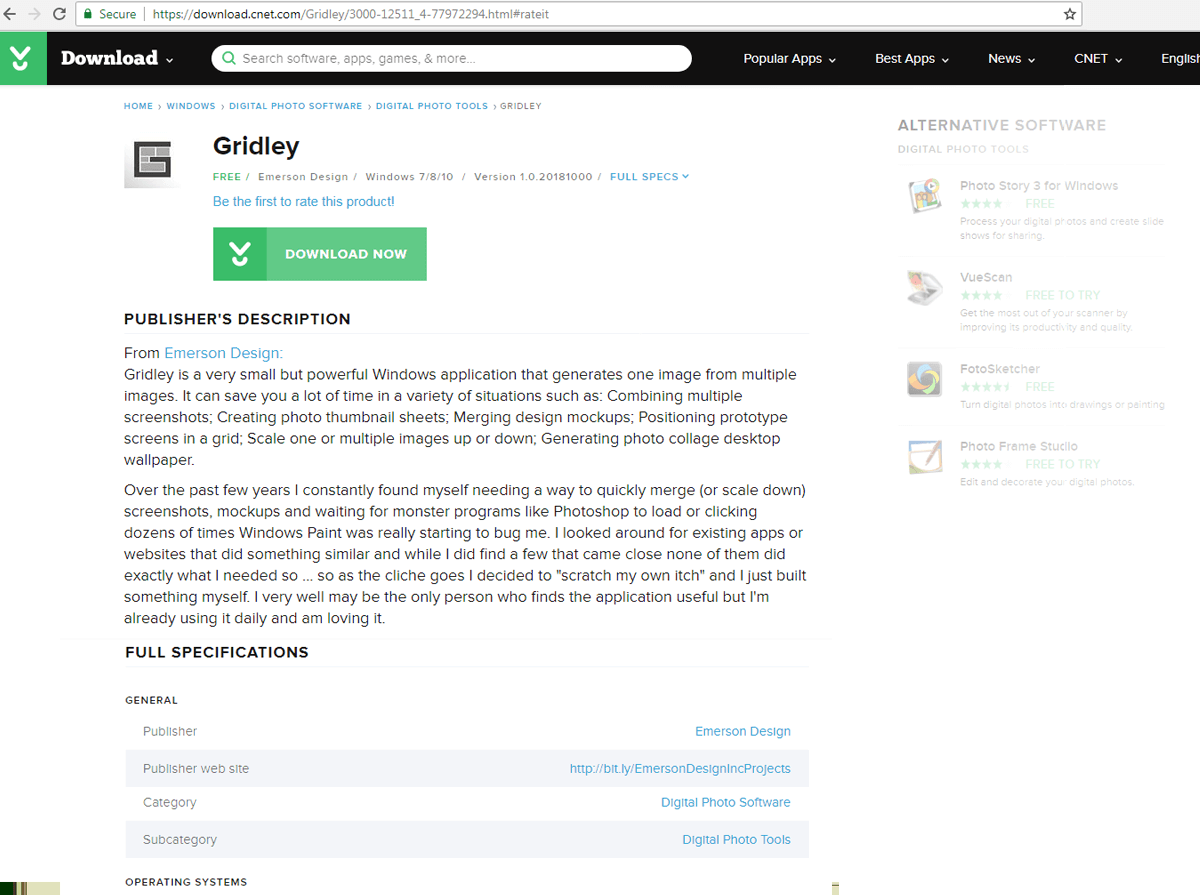 Secure | https://download.cnet.com/Gridley/3000-12511_4-77972294.html#rateit
Download
Search software, apps, games, & more...
Popular Apps
Best Apps
News
CNET
English
HOME › WINDOWS › DIGITAL PHOTO SOFTWARE › DIGITAL PHOTO TOOLS › GRIDLEY
Gridley
FREE / Emerson Design / Windows 7/8/10 / Version 1.0.20181000 / FULL SPECS
Be the first to rate this product!
DOWNLOAD NOW
PUBLISHER'S DESCRIPTION
From Emerson Design:
Gridley is a very small but powerful Windows application that generates one image from multiple
images. It can save you a lot of time in a variety of situations such as: Combining multiple
screenshots; Creating photo thumbnail sheets; Merging design mockups; Positioning prototype
screens in a grid; Scale one or multiple images up or down; Generating photo collage desktop
wallpaper.
Over the past few years I constantly found myself needing a way to quickly merge (or scale down)
screenshots, mockups and waiting for monster programs like Photoshop to load or clicking
dozens of times Windows Paint was really starting to bug me. I looked around for existing apps or
websites that did something similar and while I did find a few that came close none of them did
exactly what I needed so ... so as the cliche goes I decided to "scratch my own itch" and I just built
something myself. I very well may be the only person who finds the application useful but I'm
already using it daily and am loving it.
FULL SPECIFICATIONS
GENERAL
Publisher Emerson Design
Publisher web site http://bit.ly/EmersonDesignIncProjects
Category Digital Photo Software
Subcategory Digital Photo Tools
OPERATING SYSTEMS
ALTERNATIVE SOFTWARE
DIGITAL PHOTO TOOLS
Photo Story 3 for Windows
FREE
Process your digital photos and create slide
shows for sharing.
VueScan
FREE TO TRY
Get the most out of your scanner by
improving its productivity and quality.
FotoSketcher
FREE
Turn digital photos into drawings or painting
Photo Frame Studio
FREE TO TRY
Edit and decorate your digital photos.